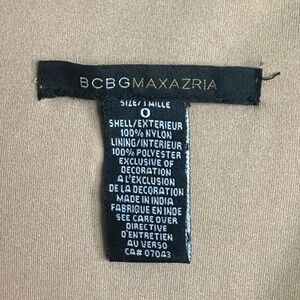 BCBGMAXAZRIA
SIZE/TAILLE
0
SHELL/EXTERIEUR
100% NYLON
LINING/INTERIEUR
100% POLYESTER
EXCLUSIVE OF
DECORATION
A L'EXCLUSION
DE LA DECORATION
MADE IN INDIA
FABRIQUE EN INDE
SEE CARE OVER
DIRECTIVE
D'ENTRETIEN
AU VERSO
CA# 07043